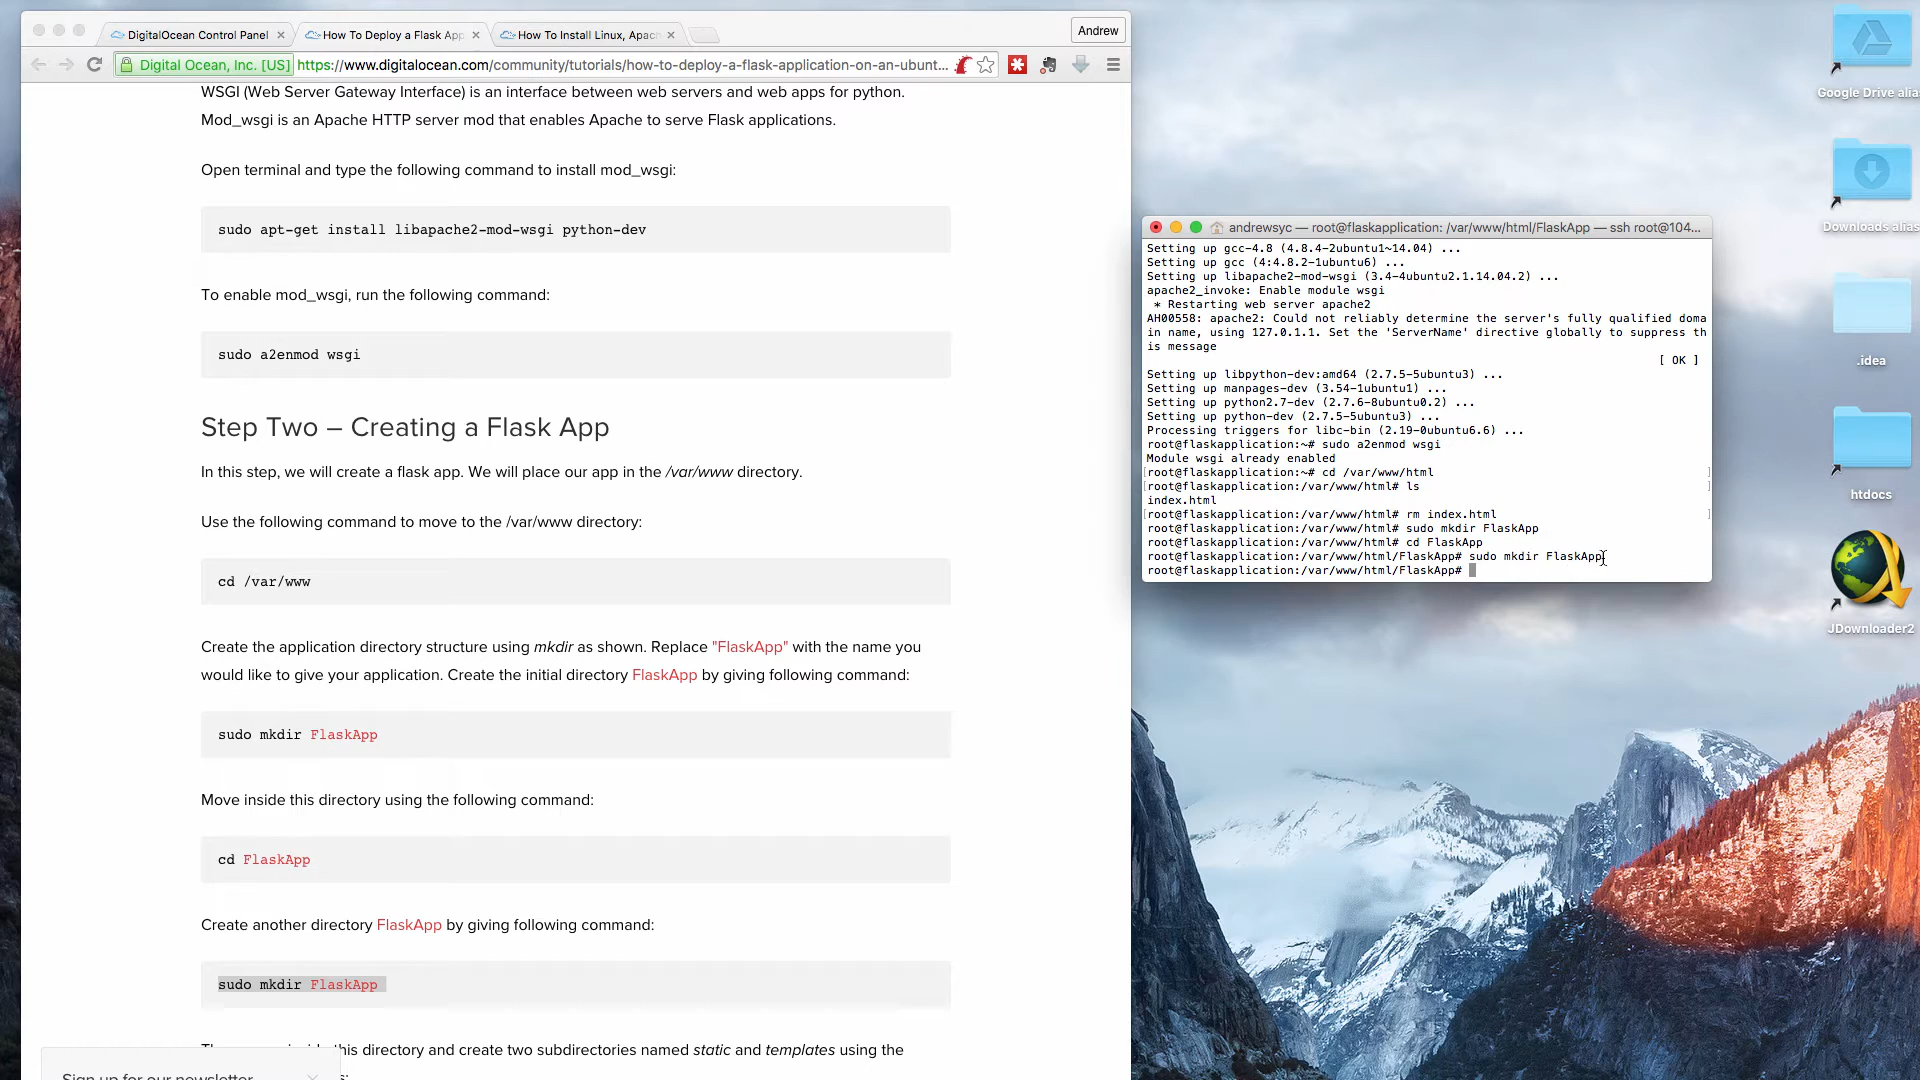 DigitalOcean Control Panel
How To Deploy a Flask App
How To Install Linux, Apac
Andrew
Digital Ocean, Inc. [US]
https://www.digitalocean.com/community/tutorials/how-to-deploy-a-flask-application-on-an-ubunt...
WSGI (Web Server Gateway Interface) is an interface between web servers and web apps for python.
Mod_wsgi is an Apache HTTP server mod that enables Apache to serve Flask applications.
Open terminal and type the following command to install mod_wsgi:
sudo apt-get install libapache2-mod-wsgi python-dev
To enable mod_wsgi, run the following command:
sudo a2enmod wsgi
Step Two – Creating a Flask App
In this step, we will create a flask app. We will place our app in the /var/www directory.
Use the following command to move to the /var/www directory:
cd /var/www
Create the application directory structure using mkdir as shown. Replace "FlaskApp" with the name you
would like to give your application. Create the initial directory FlaskApp by giving following command:
sudo mkdir FlaskApp
Move inside this directory using the following command:
cd FlaskApp
Create another directory FlaskApp by giving following command:
sudo mkdir FlaskApp
this directory and create two subdirectories named static and templates using the
Sign up for our newsletter
andrewsyc — root@flaskapplication: /var/www/html/FlaskApp — ssh root@104...
Setting up gcc-4.8 (4.8.4-2ubuntu1~14.04) ...
Setting up gcc (4:4.8.2-1ubuntu6) ...
Setting up libapache2-mod-wsgi (3.4-4ubuntu2.1.14.04.2) ...
apache2_invoke: Enable module wsgi
* Restarting web server apache2
AH00558: apache2: Could not reliably determine the server's fully qualified doma
in name, using 127.0.1.1. Set the 'ServerName' directive globally to suppress th
is message
[ OK ]
Setting up libpython-dev:amd64 (2.7.5-5ubuntu3) ...
Setting up manpages-dev (3.54-1ubuntu1) ...
Setting up python2.7-dev (2.7.6-8ubuntu0.2) ...
Setting up python-dev (2.7.5-5ubuntu3) ...
Processing triggers for libc-bin (2.19-0ubuntu6.6) ...
root@flaskapplication:~# sudo a2enmod wsgi
Module wsgi already enabled
[root@flaskapplication:~# cd /var/www/html ]
[root@flaskapplication:/var/www/html# ls ]
index.html
[root@flaskapplication:/var/www/html# rm index.html ]
root@flaskapplication:/var/www/html# sudo mkdir FlaskApp
root@flaskapplication:/var/www/html# cd FlaskApp
root@flaskapplication:/var/www/html/FlaskApp# sudo mkdir FlaskApp
root@flaskapplication:/var/www/html/FlaskApp#
Google Drive alia
Downloads alias
.idea
htdocs
JDownloader2